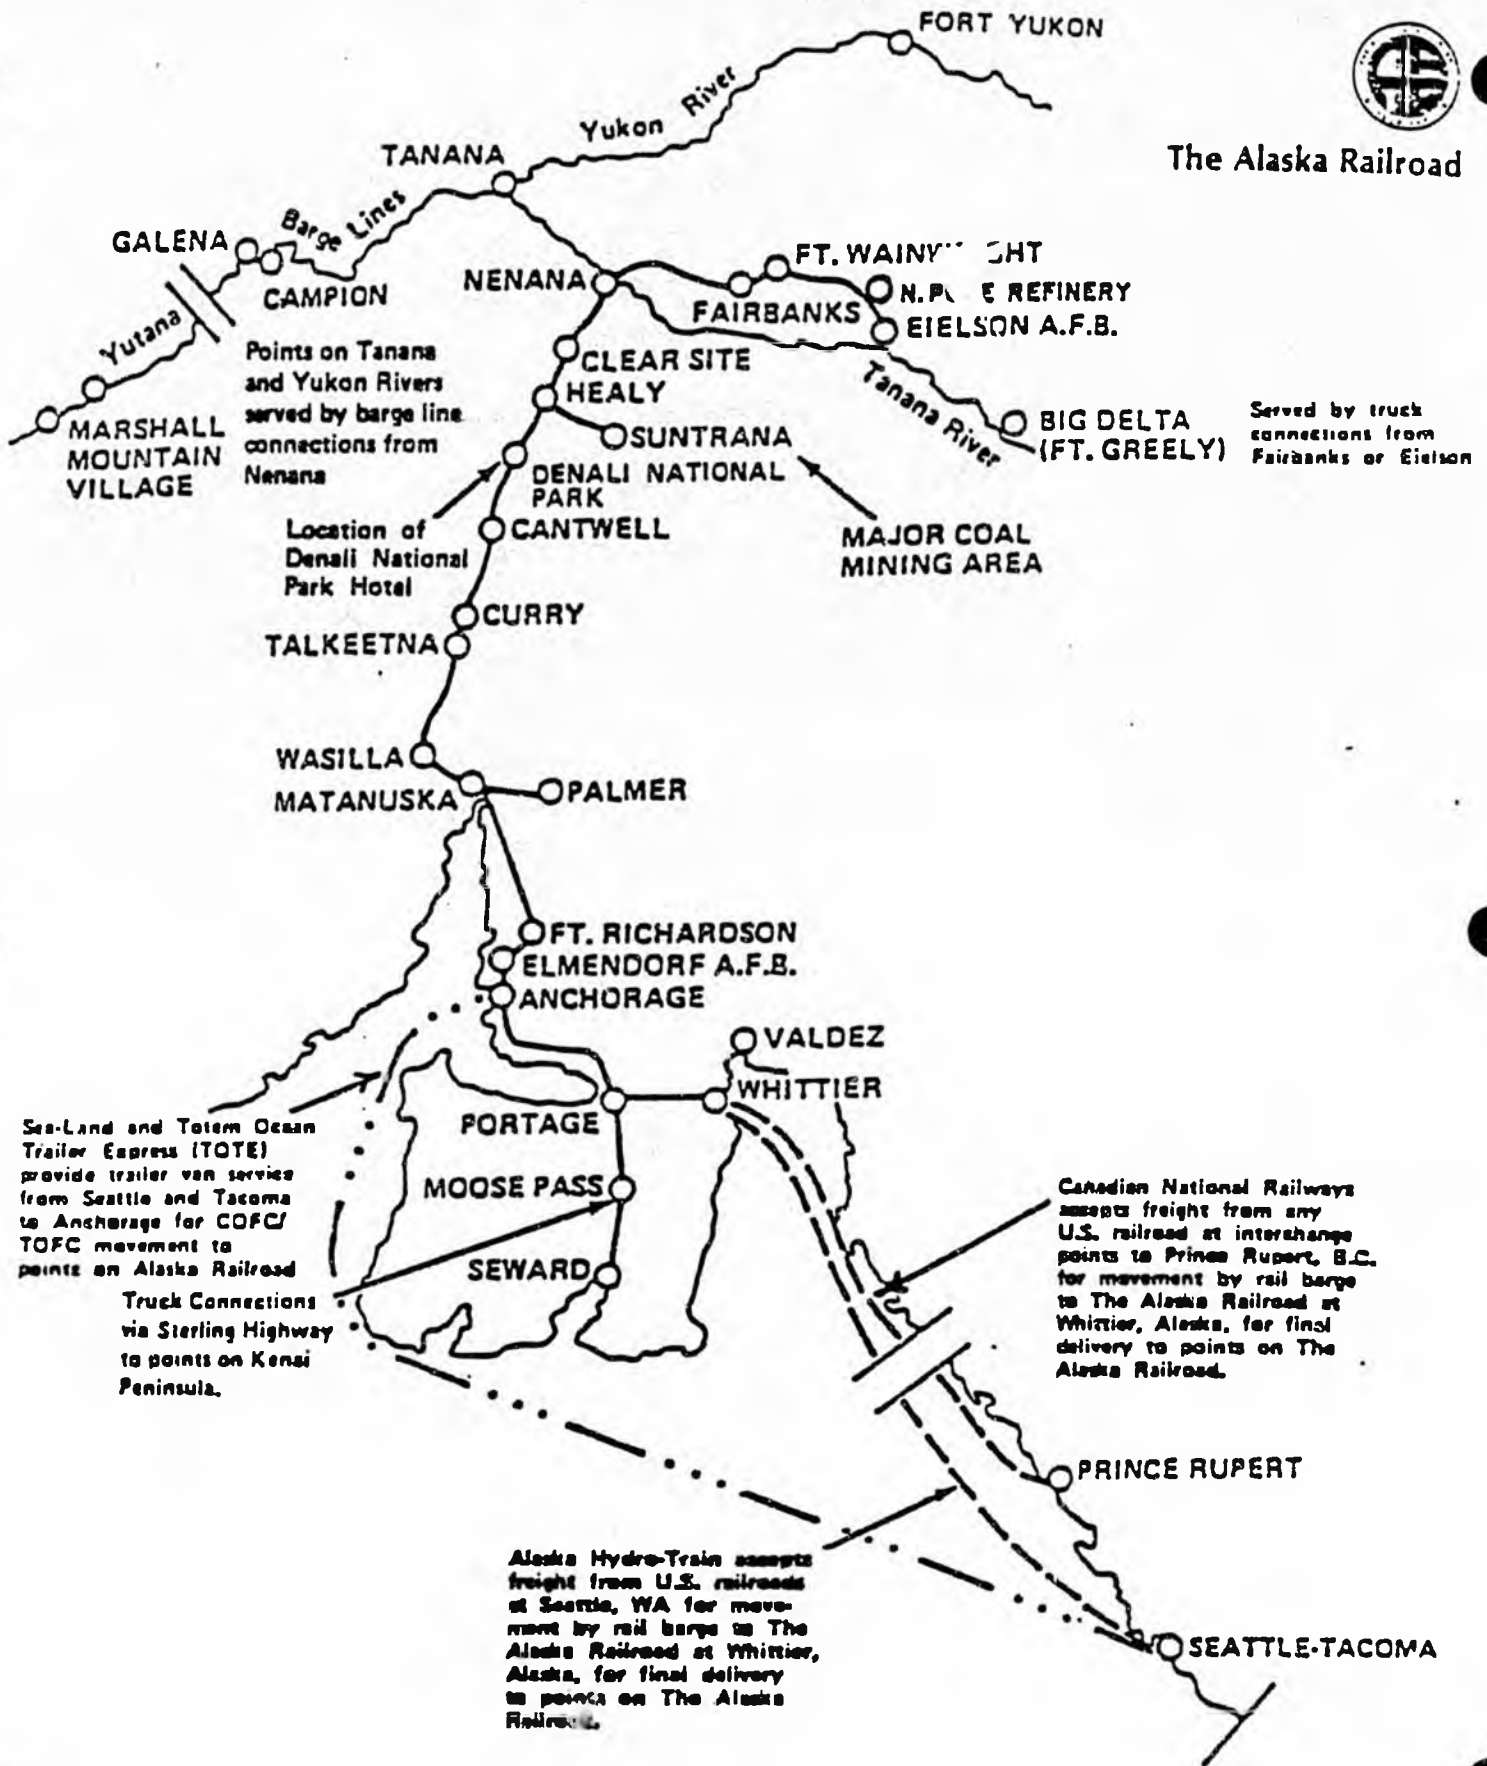 FORT YUKON
The Alaska Railroad
Yukon River
TANANA
Barge Lines
GALENA
CAMPION
Yutana
NENANA
FT.
FAIRBANKS
REFINERY
EIELSON A.F.B.
Points on Tanana
and Yukon Rivers
served by barge line
connections from
Nenana
MARSHALL
MOUNTAIN
VILLAGE
CLEAR SITE
HEALY
SUNTRANA
Tanana River
BIG DELTA
(FT. GREELY)
Served by truck
connections from
Fairbanks or Eielson
DENALI NATIONAL
PARK
Location of
Denali National
Park Hotel
CANTWELL
MAJOR COAL
MINING AREA
CURRY
TALKEETNA
WASILLA
MATANUSKA
PALMER
FT. RICHARDSON
ELMENDORF A.F.B.
ANCHORAGE
VALDEZ
WHITTIER
PORTAGE
MOOSE PASS
SEWARD
Sea-Land and Totem Ocean
Trailer Express (TOTE)
provide trailer van service
from Seattle and Tacoma
to Anchorage for COFC/
TOFC movement to
points on Alaska Railroad
Truck Connections
via Sterling Highway
to points on Kenai
Peninsula.
Canadian National Railways
accepts freight from any
U.S. railroad at interchange
points to Prince Rupert, B.C.
for movement by rail barge
to The Alaska Railroad at
Whittier, Alaska, for final
delivery to points on The
Alaska Railroad.
PRINCE RUPERT
Alaska Hydro-Train accepts
freight from U.S. railroads
at Seattle, WA for move-
ment by rail barge to The
Alaska Railroad at Whittier,
Alaska, for final delivery
to points on The Alaska
SEATTLE-TACOMA